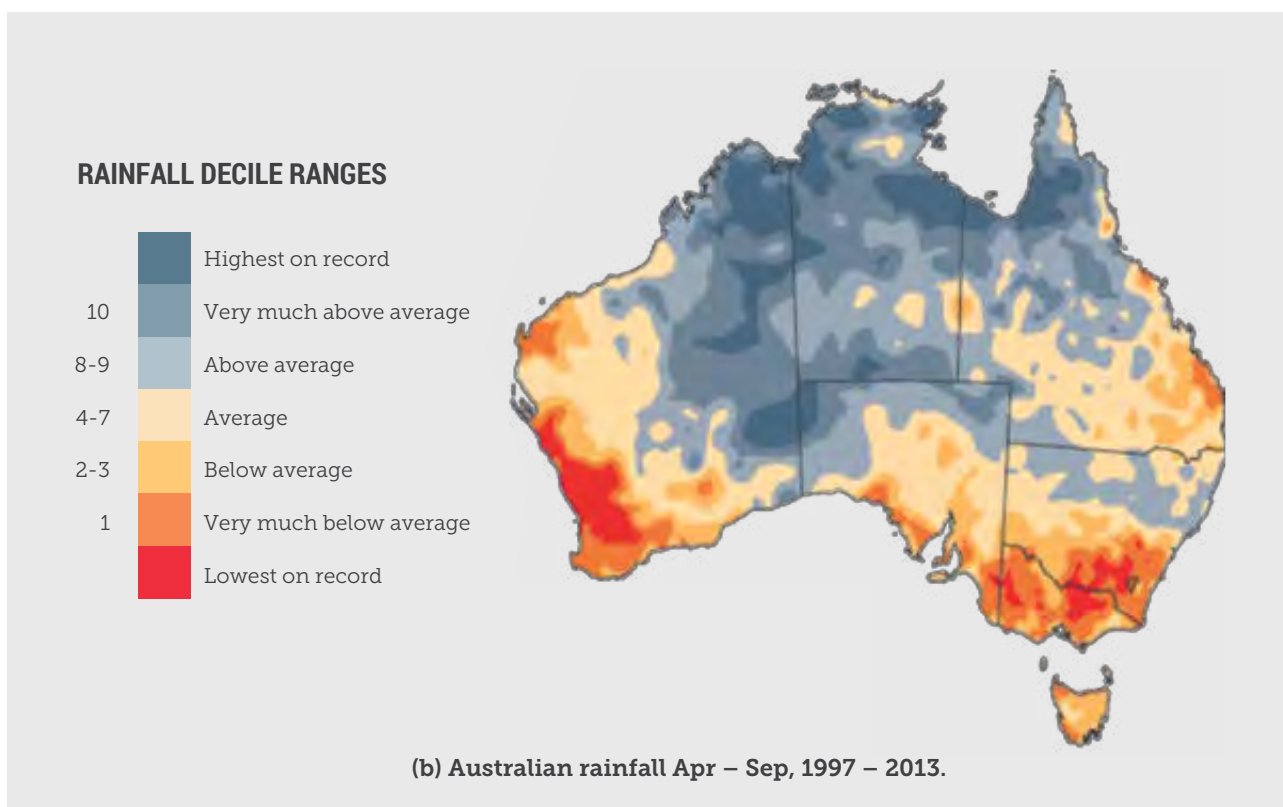 RAINFALL DECILE RANGES
Highest on record
10 Very much above average
8-9 Above average
4-7 Average
2-3 Below average
1 Very much below average
Lowest on record
(b) Australian rainfall Apr – Sep, 1997 – 2013.